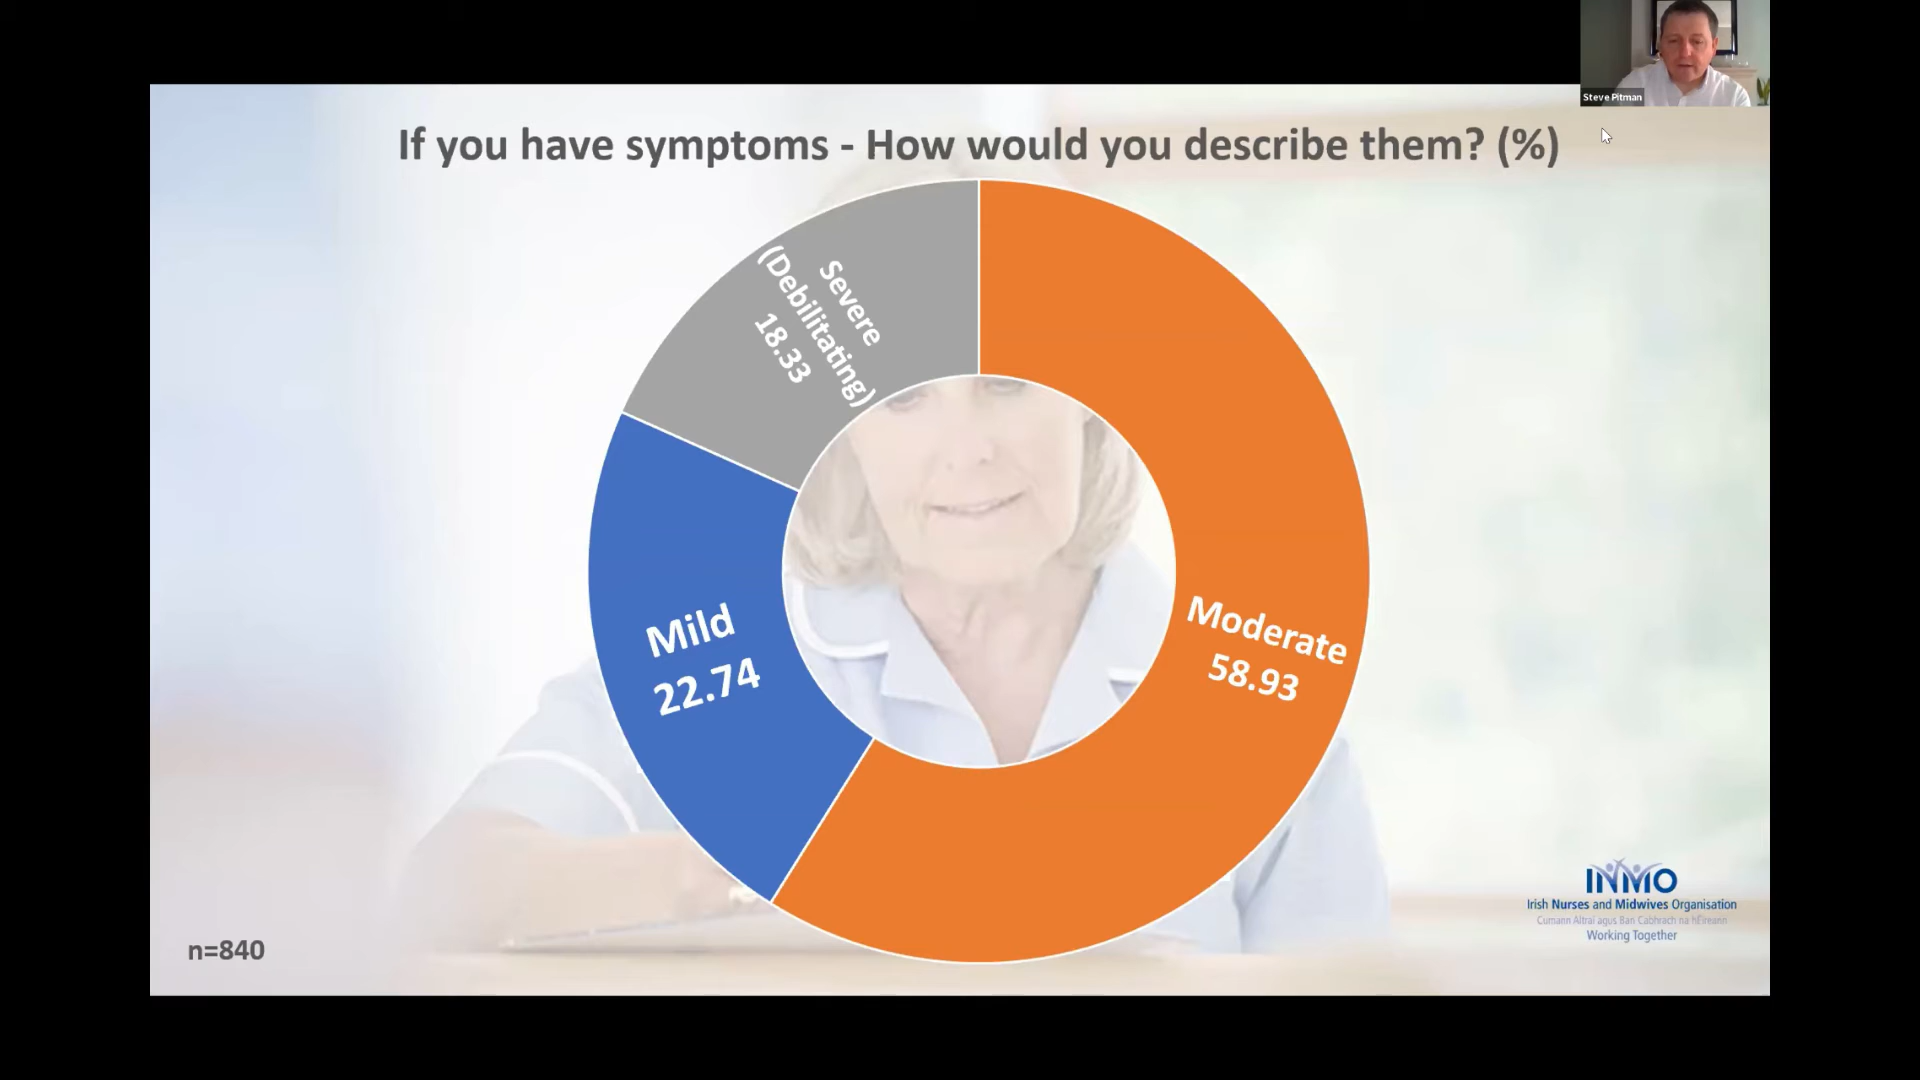 Steve Pitman
If you have symptoms - How would you describe them? (%)
Severe
(Debilitating)
18.33
Mild
22.74
Moderate
58.93
INMO
Irish Nurses and Midwives Organisation
Cumann Altraí agus Ban Cabhrach na hÉireann
Working Together
n=840